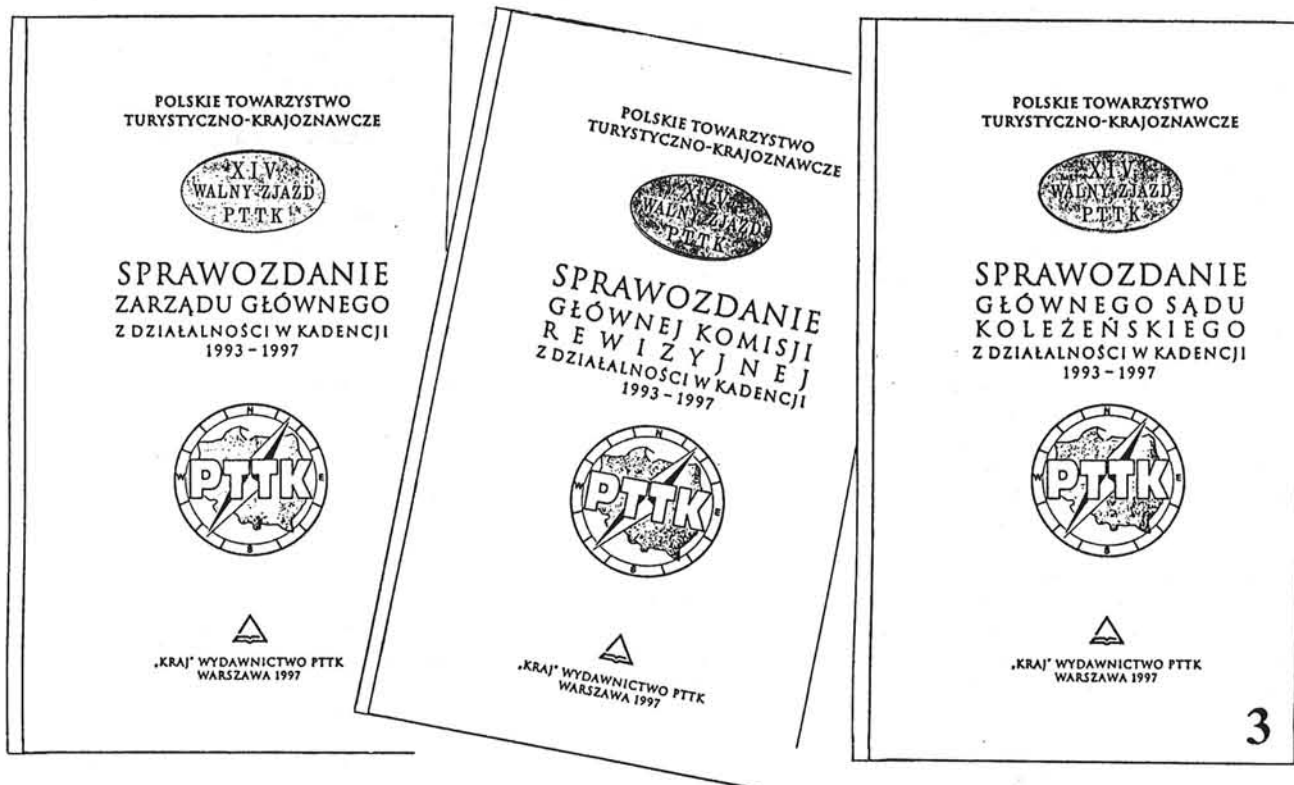 POLSKIE TOWARZYSTWO
TURYSTYCZNO-KRAJOZNAWCZE
XIV
WALNY ZJAZD
PTTK
SPRAWOZDANIE
ZARZĄDU GŁÓWNEGO
Z DZIAŁALNOŚCI W KADENCJI
1993 – 1997
N
W
E
S
PTTK
„KRAJ" WYDAWNICTWO PTTK
WARSZAWA 1997
POLSKIE TOWARZYSTWO
TURYSTYCZNO-KRAJOZNAWCZE
XIV
WALNY ZJAZD
PTTK
SPRAWOZDANIE
GŁÓWNEJ KOMISJI
REWIZYJNEJ
Z DZIAŁALNOŚCI W KADENCJI
1993 – 1997
N
W
E
S
PTTK
„KRAJ" WYDAWNICTWO PTTK
WARSZAWA 1997
POLSKIE TOWARZYSTWO
TURYSTYCZNO-KRAJOZNAWCZE
XIV
WALNY ZJAZD
PTTK
SPRAWOZDANIE
GŁÓWNEGO SĄDU
KOLEŻEŃSKIEGO
Z DZIAŁALNOŚCI W KADENCJI
1993 – 1997
N
W
E
S
PTTK
„KRAJ" WYDAWNICTWO PTTK
WARSZAWA 1997
3